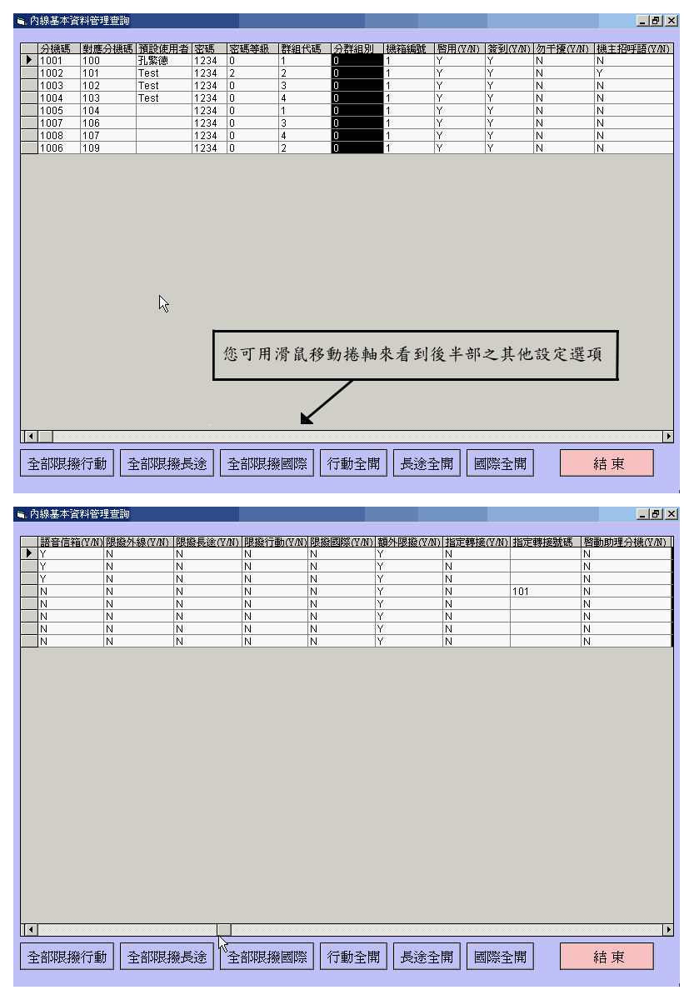 內線基本資料管理查詢
分機碼 對應分機碼 預設使用者 密碼 密碼等級 群組代碼 分群組別 機箱編號 啓用(Y/N) 簽到(Y/N) 勿干擾(Y/N) 機主招呼語(Y/N)
1001 100 孔繁德 1234 0 1 0 1 Y Y N N
1002 101 Test 1234 2 2 0 1 Y Y N Y
1003 102 Test 1234 0 3 0 1 Y Y N N
1004 103 Test 1234 0 4 0 1 Y Y N N
1005 104 1234 0 1 0 1 Y Y N N
1007 106 1234 0 3 0 1 Y Y N N
1008 107 1234 0 4 0 1 Y Y N N
1006 109 1234 0 2 0 1 Y Y N N
您可用滑鼠移動捲軸來看到後半部之其他設定選項
全部限撥行動 全部限撥長途 全部限撥國際 行動全開 長途全開 國際全開 結束
內線基本資料管理查詢
語音信箱(Y/N) 限撥外線(Y/N) 限撥長途(Y/N) 限撥行動(Y/N) 限撥國際(Y/N) 額外限撥(Y/N) 指定轉接(Y/N) 指定轉接號碼 啓動助理分機(Y/N)
Y N N N N Y N N
Y N N N N Y N N
Y N N N N Y N N
N N N N N Y N 101 N
N N N N N Y N N
N N N N N Y N N
N N N N N Y N N
N N N N N Y N N
全部限撥行動 全部限撥長途 全部限撥國際 行動全開 長途全開 國際全開 結束